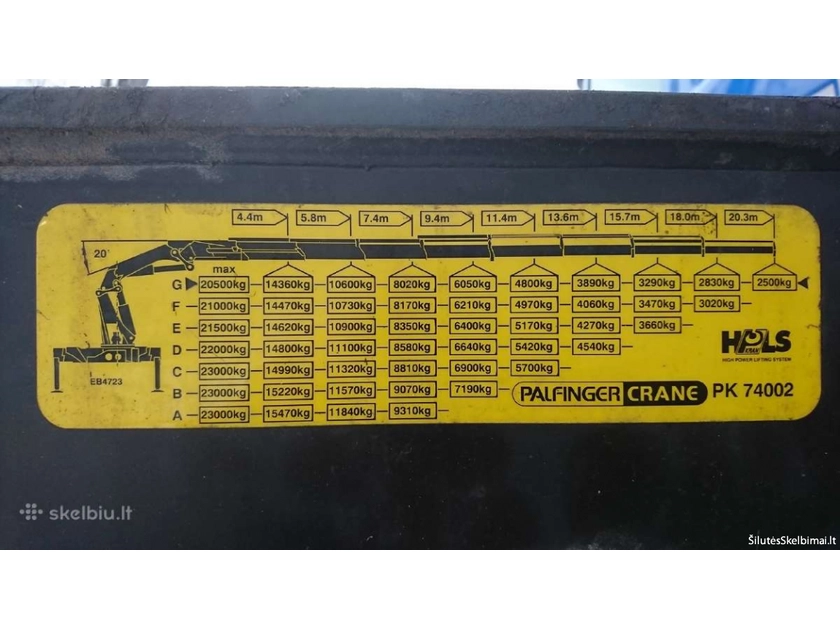 4.4m 5.8m 7.4m 9.4m 11.4m 13.6m 15.7m 18.0m 20.3m
20°
max
G 20500kg 14360kg 10600kg 8020kg 6050kg 4800kg 3890kg 3290kg 2830kg 2500kg
F 21000kg 14470kg 10730kg 8170kg 6210kg 4970kg 4060kg 3470kg 3020kg
E 21500kg 14620kg 10900kg 8350kg 6400kg 5170kg 4270kg 3660kg
D 22000kg 14800kg 11100kg 8580kg 6640kg 5420kg 4540kg
C 23000kg 14990kg 11320kg 8810kg 6900kg 5700kg
B 23000kg 15220kg 11570kg 9070kg 7190kg
A 23000kg 15470kg 11840kg 9310kg
EB4723
HPLS
HIGH POWER LIFTING SYSTEM
PALFINGER CRANE PK 74002
skelbiu.lt
ŠilutėsSkelbimai.lt